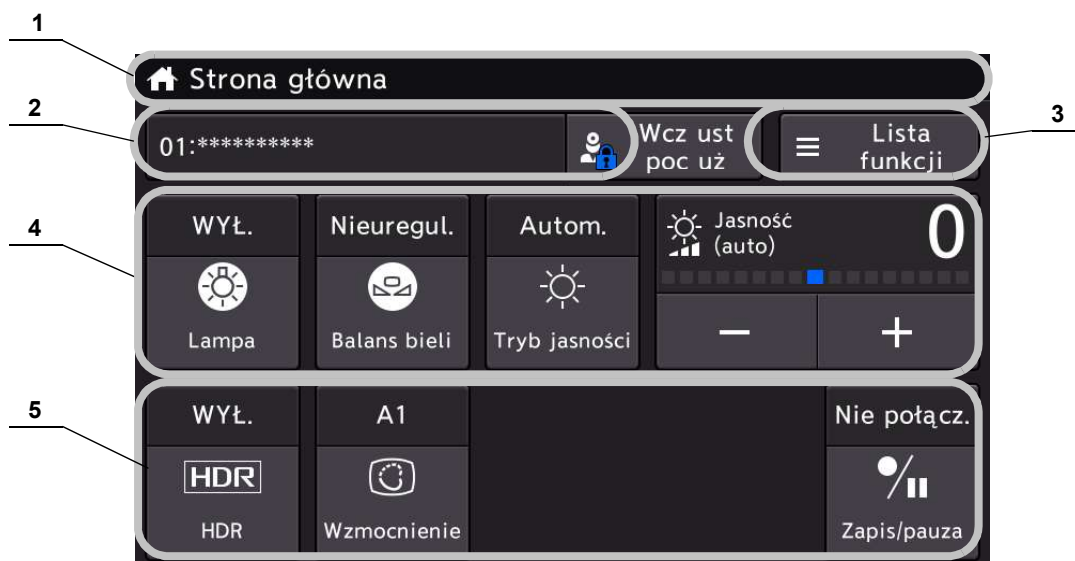 1
Strona główna
2
3
01:**********
Wcz ust
poc uż
Lista
funkcji
4
WYŁ.
Nieuregul.
Autom.
Jasność
(auto)
0
Lampa
Balans bieli
Tryb jasności
−
+
5
WYŁ.
A1
Nie połącz.
HDR
HDR
Wzmocnienie
Zapis/pauza